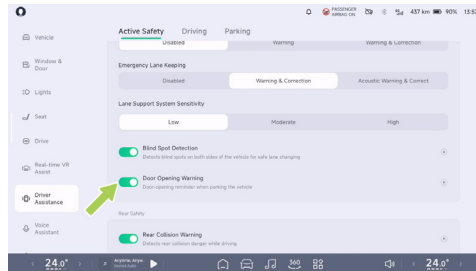 PASSENGER
AIRBAG ON
437 km
90%
13:53
Active Safety
Driving
Parking
Vehicle
Window &
Door
Lights
Seat
Drive
Real-time VR
Assist
Driver
Assistance
Voice
Assistant
Disabled
Warning
Warning & Correction
Emergency Lane Keeping
Disabled
Warning & Correction
Acoustic Warning & Correct
Lane Support System Sensitivity
Low
Moderate
High
Blind Spot Detection
Detects blind spots on both sides of the vehicle for safe lane changing
Door Opening Warning
Door-opening reminder when parking the vehicle
Rear Safety
Rear Collision Warning
Detects rear collision danger while driving
24.0°
Anytime, Anyw.
360
24.0°